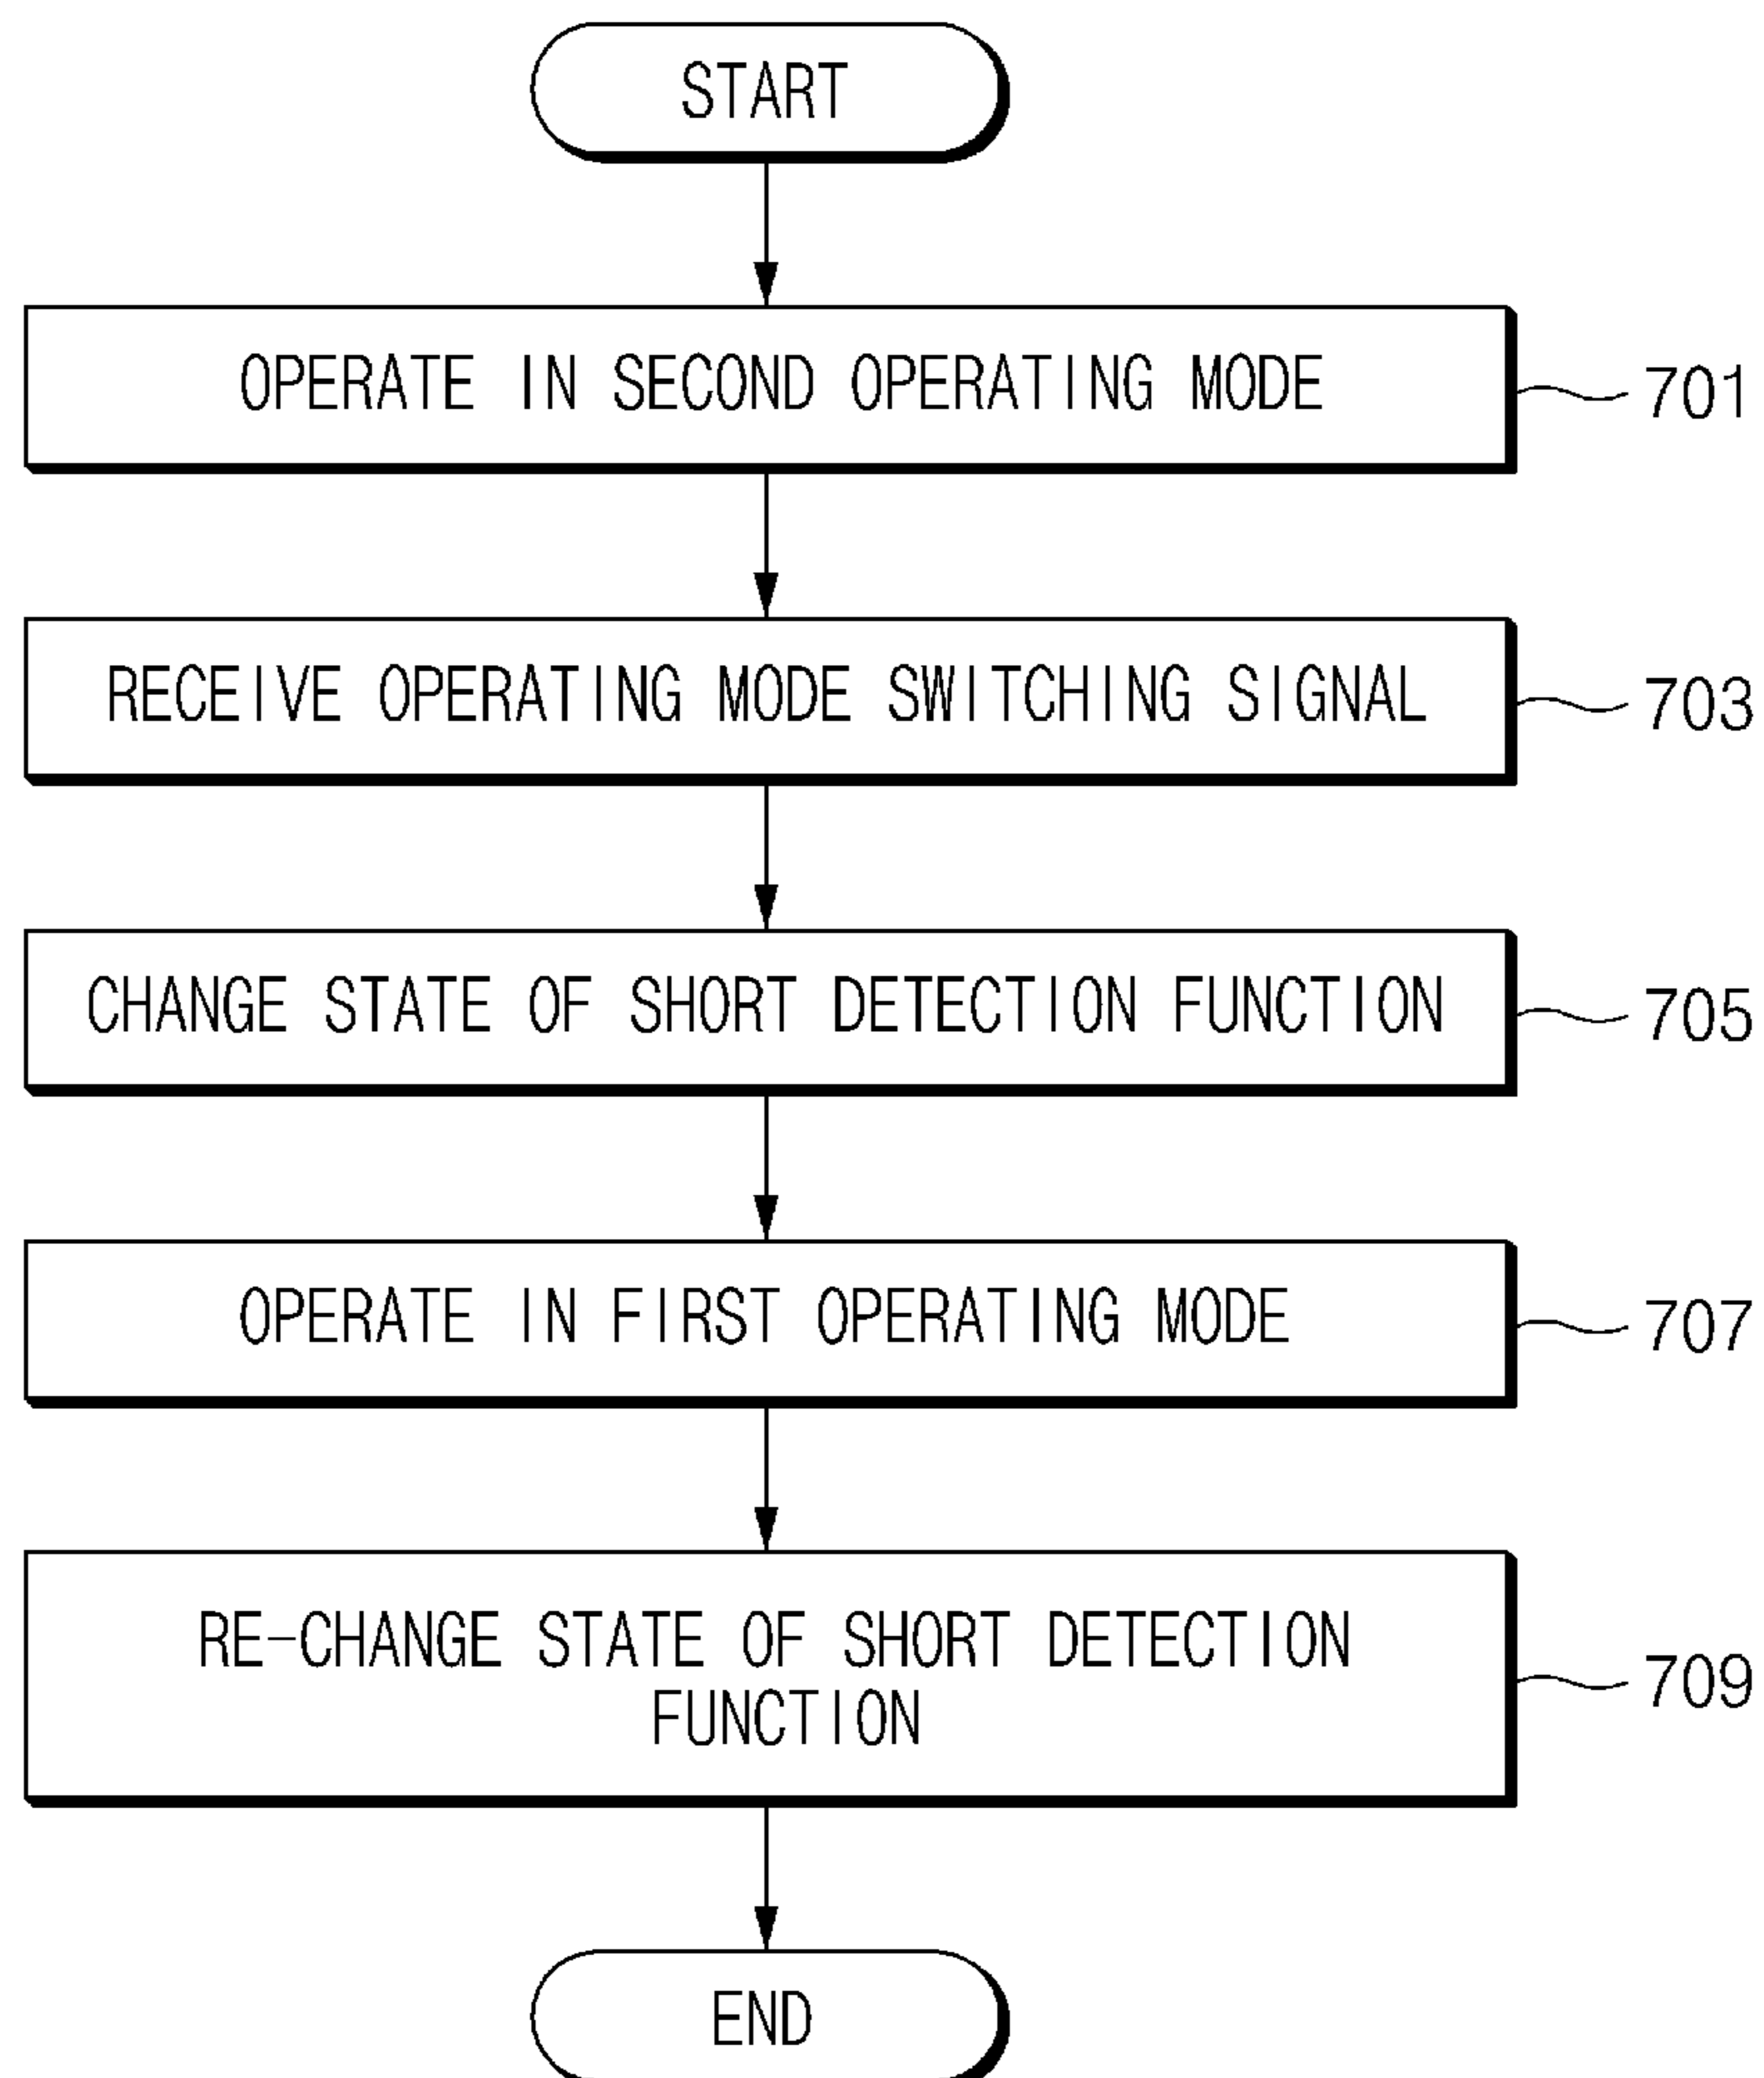 START
OPERATE IN SECOND OPERATING MODE
701
RECEIVE OPERATING MODE SWITCHING SIGNAL
703
CHANGE STATE OF SHORT DETECTION FUNCTION
705
OPERATE IN FIRST OPERATING MODE
707
RE-CHANGE STATE OF SHORT DETECTION
FUNCTION
709
END